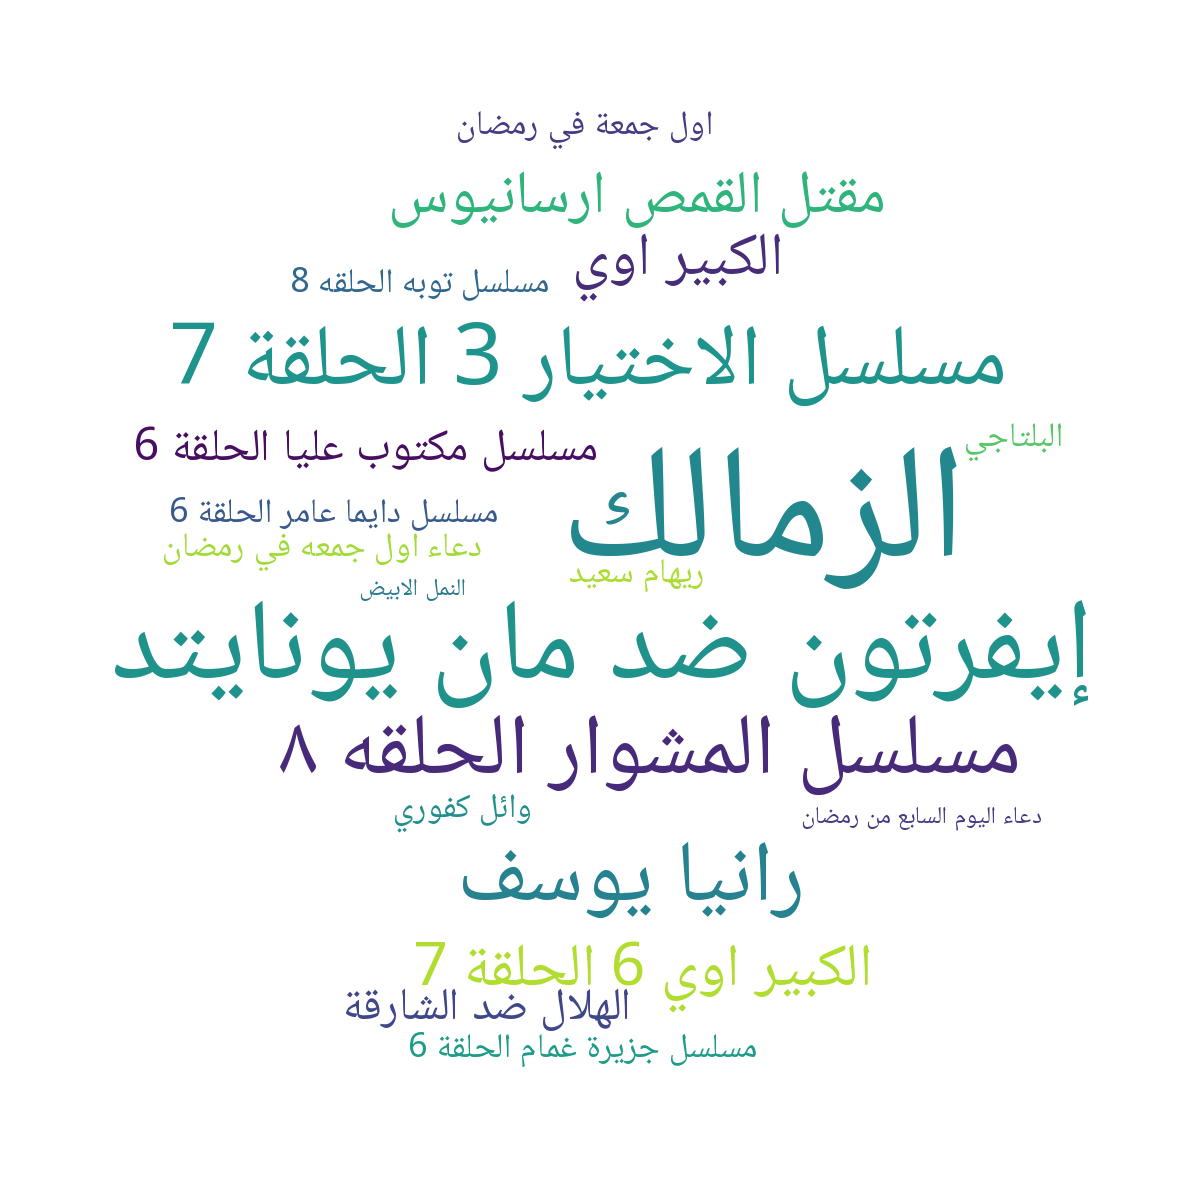 اول جمعة في رمضان
مقتل القمص ارسانيوس
الكبير اوي
مسلسل توبه الحلقه 8
مسلسل الاختيار 3 الحلقة 7
البلتاجي
مسلسل مكتوب عليا الحلقة 6
الزمالك
مسلسل دايما عامر الحلقة 6
دعاء اول جمعه في رمضان
ريهام سعيد
النمل الابيض
إيفرتون ضد مان يونايتد
مسلسل المشوار الحلقه ٨
وائل كفوري
دعاء اليوم السابع من رمضان
رانيا يوسف
الكبير اوي 6 الحلقة 7
الهلال ضد الشارقة
مسلسل جزيرة غمام الحلقة 6